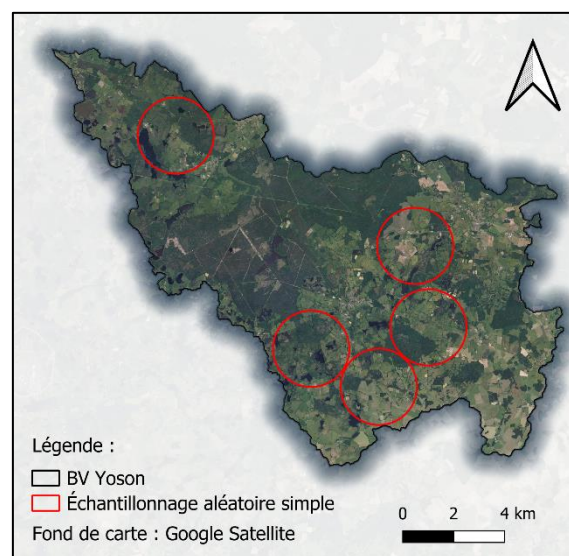 Légende :
BV Yoson
Échantillonnage aléatoire simple
Fond de carte : Google Satellite
0 2 4 km